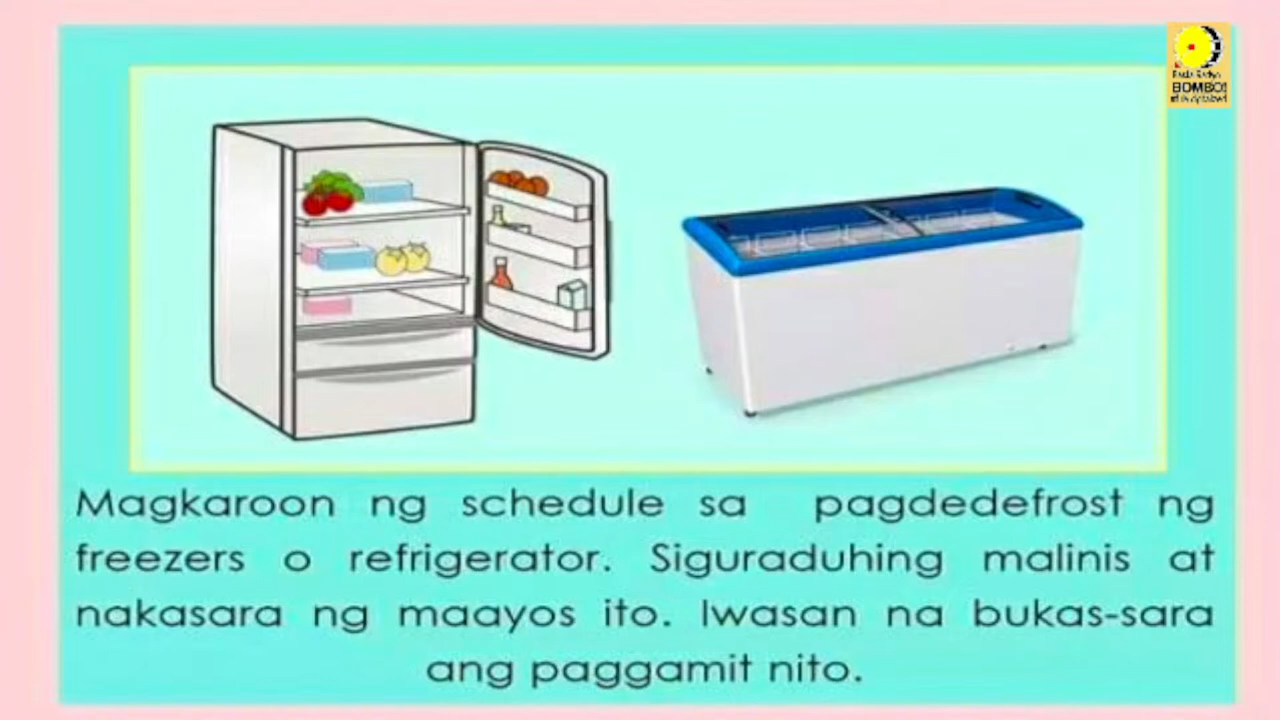 BOMBO!
Magkaroon ng schedule sa pagdedefrost ng
freezers o refrigerator. Siguraduhing malinis at
nakasara ng maayos ito. Iwasan na bukas-sara
ang paggamit nito.